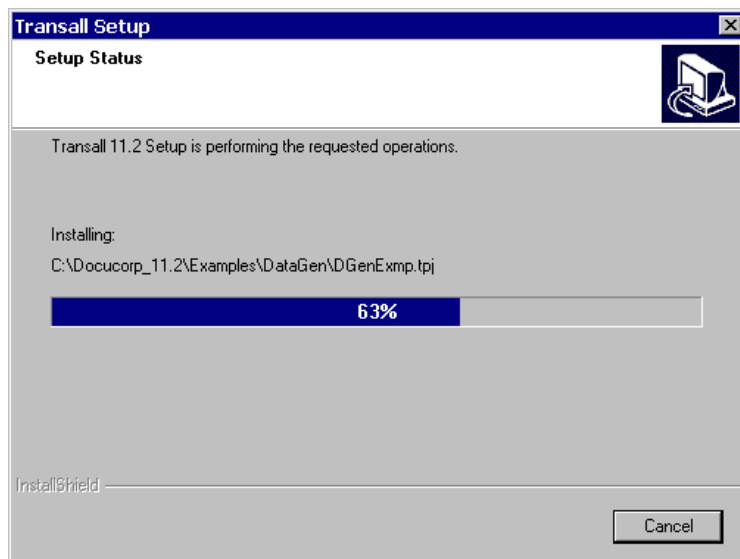 Transall Setup
Setup Status
Transall 11.2 Setup is performing the requested operations.
Installing:
C:\Docucorp_11.2\Examples\DataGen\DGenExmp.tpj
63%
InstallShield
Cancel